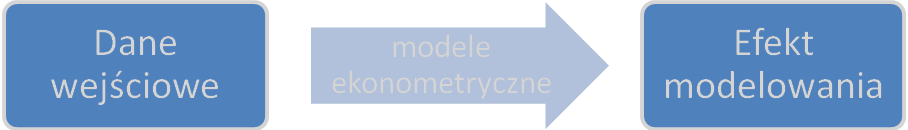 Dane
wejściowe
modele
ekonometryczne
Efekt
modelowania